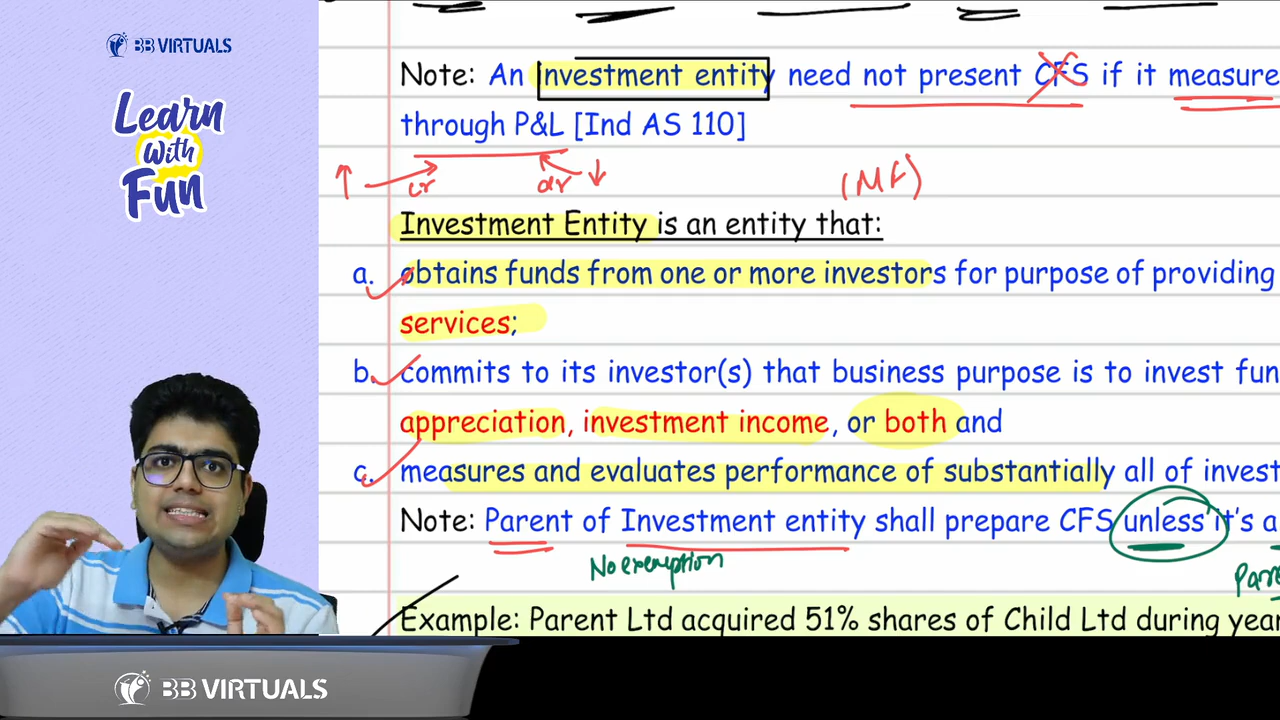 BB VIRTUALS
Learn
With
Fun
Note: An investment entity need not present CFS if it measure
through P&L [Ind AS 110]
↑ cr dr ↓ (MF)
Investment Entity is an entity that:
a. obtains funds from one or more investors for purpose of providing
services;
b. commits to its investor(s) that business purpose is to invest fun
appreciation, investment income, or both and
c. measures and evaluates performance of substantially all of invest
Note: Parent of Investment entity shall prepare CFS unless it's a
No exemption
Pare
Example: Parent Ltd acquired 51% shares of Child Ltd during year
BB VIRTUALS